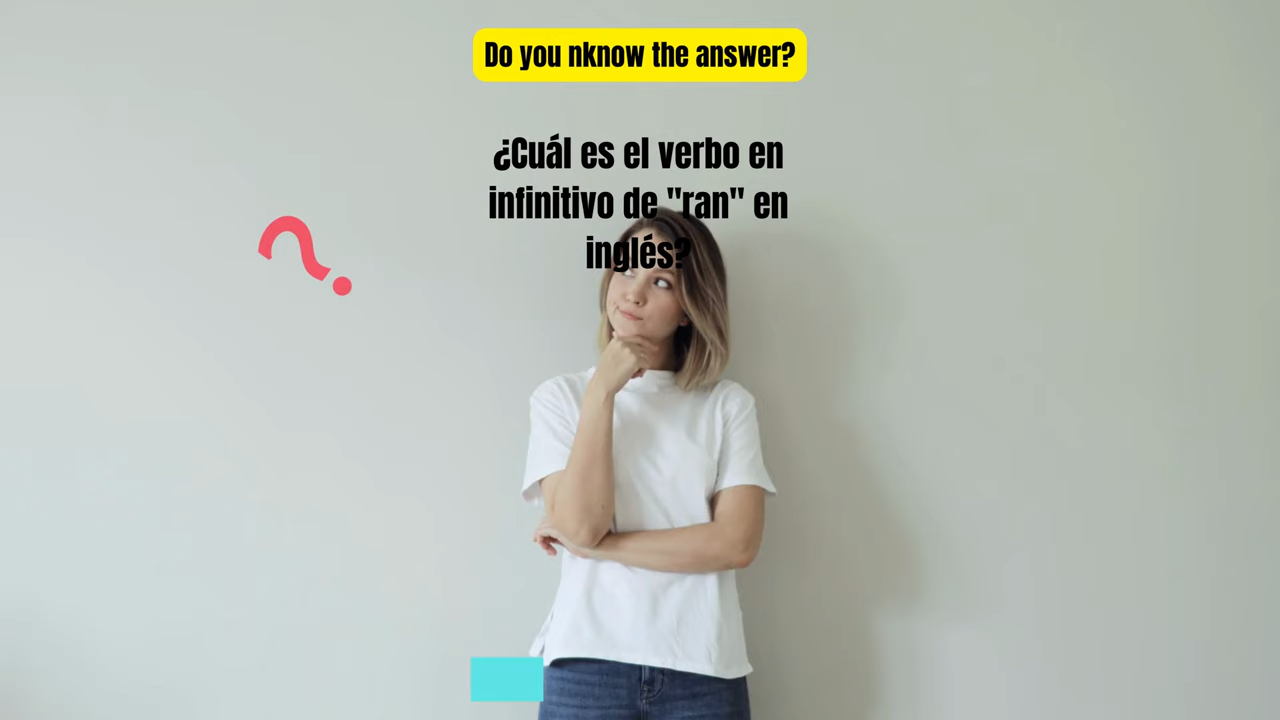 Do you nknow the answer?
¿Cuál es el verbo en
infinitivo de "ran" en
inglés?